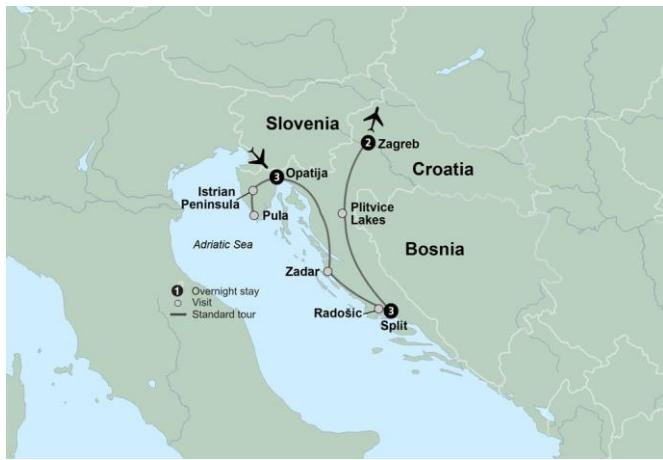 Slovenia
2
Zagreb
Croatia
3
Opatija
Istrian
Peninsula
Pula
Plitvice
Lakes
Bosnia
Adriatic Sea
Zadar
1 Overnight stay
Visit
Standard tour
Radošic
3
Split